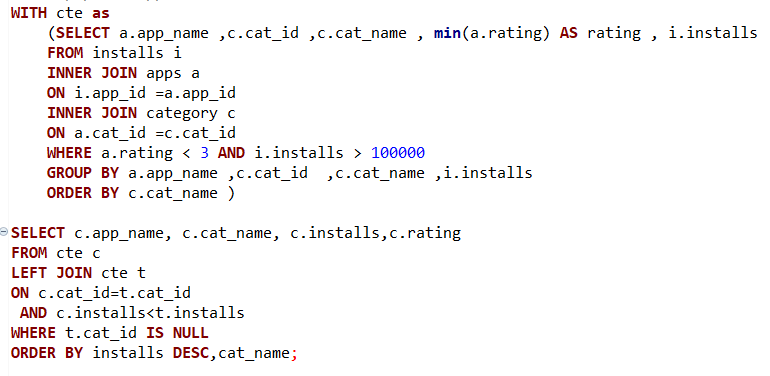 WITH cte as
(SELECT a.app_name ,c.cat_id ,c.cat_name , min(a.rating) AS rating , i.installs
FROM installs i
INNER JOIN apps a
ON i.app_id =a.app_id
INNER JOIN category c
ON a.cat_id =c.cat_id
WHERE a.rating < 3 AND i.installs > 100000
GROUP BY a.app_name ,c.cat_id  ,c.cat_name ,i.installs
ORDER BY c.cat_name )
SELECT c.app_name, c.cat_name, c.installs,c.rating
FROM cte c
LEFT JOIN cte t
ON c.cat_id=t.cat_id
AND c.installs<t.installs
WHERE t.cat_id IS NULL
ORDER BY installs DESC,cat_name;